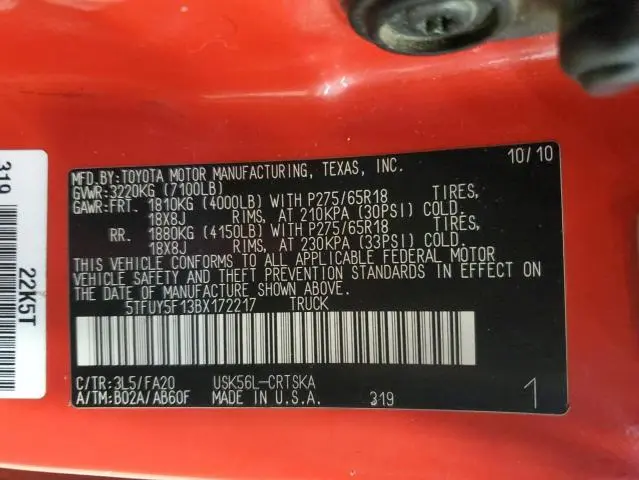 MFD.BY:TOYOTA MOTOR MANUFACTURING, TEXAS, INC. 10/10
GVWR:3220KG (7100LB)
GAWR:FRT. 1810KG (4000LB) WITH P275/65R18 TIRES,
18X8J RIMS, AT 210KPA (30PSI) COLD.
RR. 1880KG (4150LB) WITH P275/65R18 TIRES,
18X8J RIMS, AT 230KPA (33PSI) COLD.
THIS VEHICLE CONFORMS TO ALL APPLICABLE FEDERAL MOTOR
VEHICLE SAFETY AND THEFT PREVENTION STANDARDS IN EFFECT ON
THE DATE OF MANUFACTURE SHOWN ABOVE.
5TFUY5F13BX172217 TRUCK
C/TR:3L5/FA20 USK56L-CRTSKA
A/TM:B02A/AB60F MADE IN U.S.A. 319 1
319
22K5T